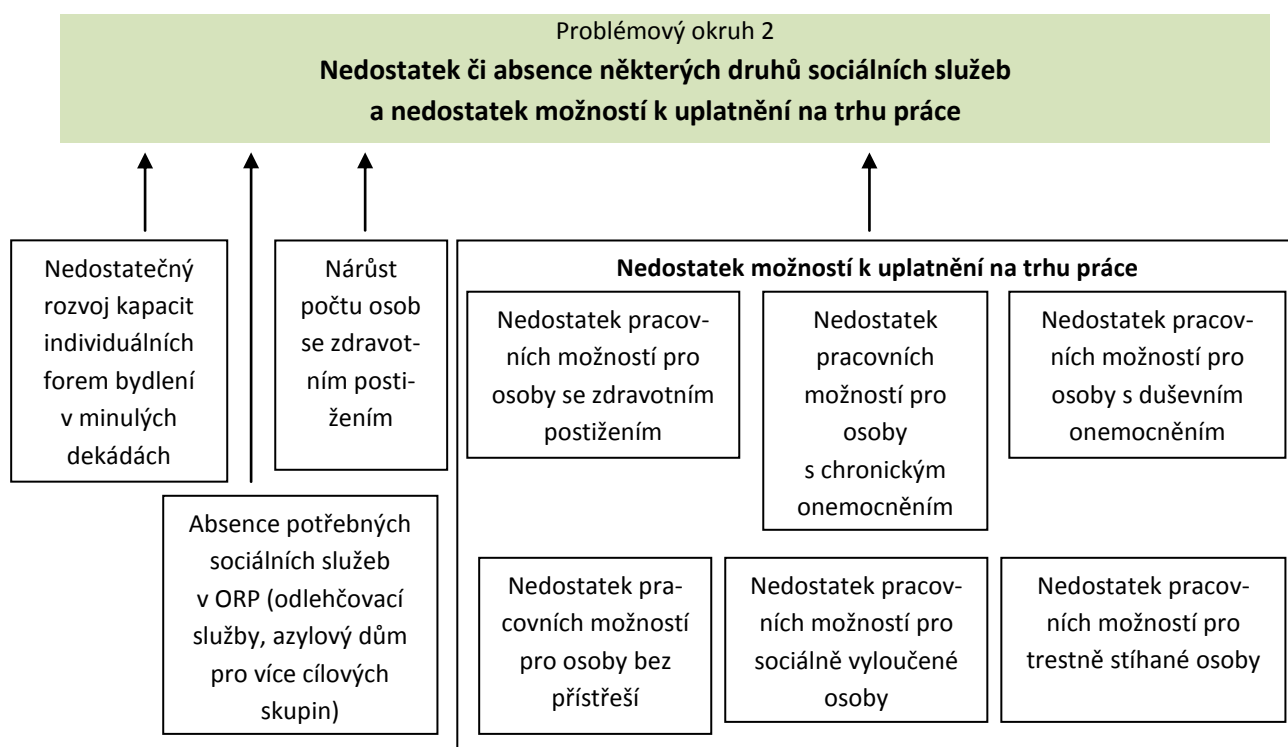 Problémový okruh 2
Nedostatek či absence některých druhů sociálních služeb
a nedostatek možností k uplatnění na trhu práce
Nedostatečný
rozvoj kapacit
individuálních
forem bydlení
v minulých
dekádách
Absence potřebných
sociálních služeb
v ORP (odlehčovací
služby, azylový dům
pro více cílových
skupin)
Nárůst
počtu osob
se zdravot-
ním posti-
žením
Nedostatek možností k uplatnění na trhu práce
Nedostatek pracov-
ních možností pro
osoby se zdravotním
postižením
Nedostatek
pracovních
možností pro
osoby
s chronickým
onemocněním
Nedostatek pracov-
ních možností pro
osoby s duševním
onemocněním
Nedostatek pra-
covních možností
pro osoby bez
přístřeší
Nedostatek pracov-
ních možností pro
sociálně vyloučené
osoby
Nedostatek pracov-
ních možností pro
trestně stíhané osoby